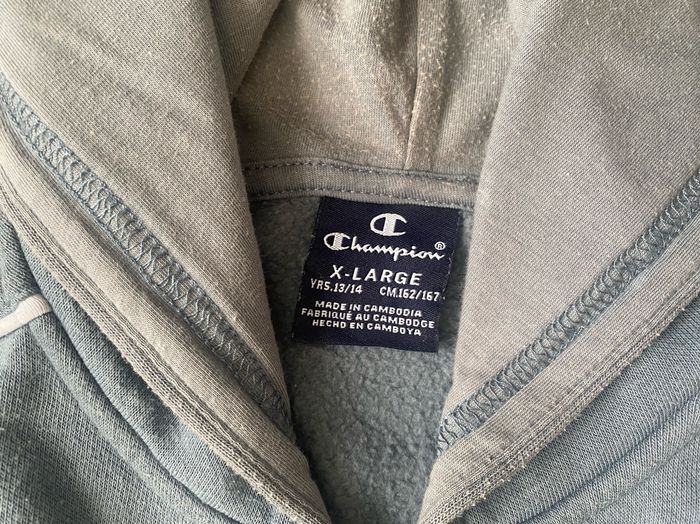 Champion®
X-LARGE
YRS.13/14 CM.162/167
MADE IN CAMBODIA
FABRIQUÉ AU CAMBODGE
HECHO EN CAMBOYA